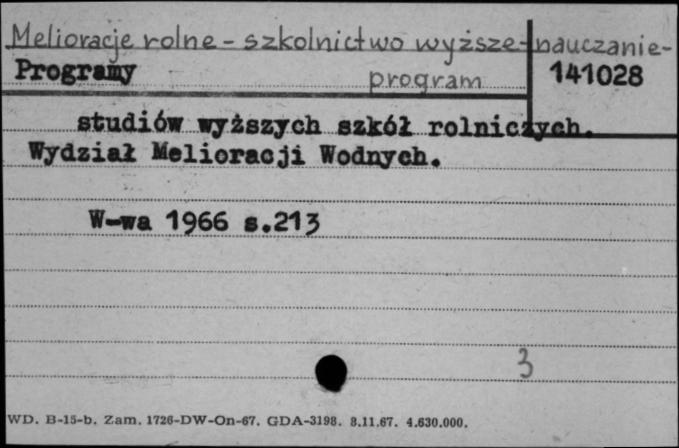 Melioracje rolne - szkolnictwo wyższe - nauczanie -
Programy program 141028
studiów wyższych szkół rolniczych.
Wydział Melioracji Wodnych.
W-wa 1966 s.213
3
WD. B-15-b. Zam. 1726-DW-On-67. GDA-3198. 8.11.67. 4.630.000.